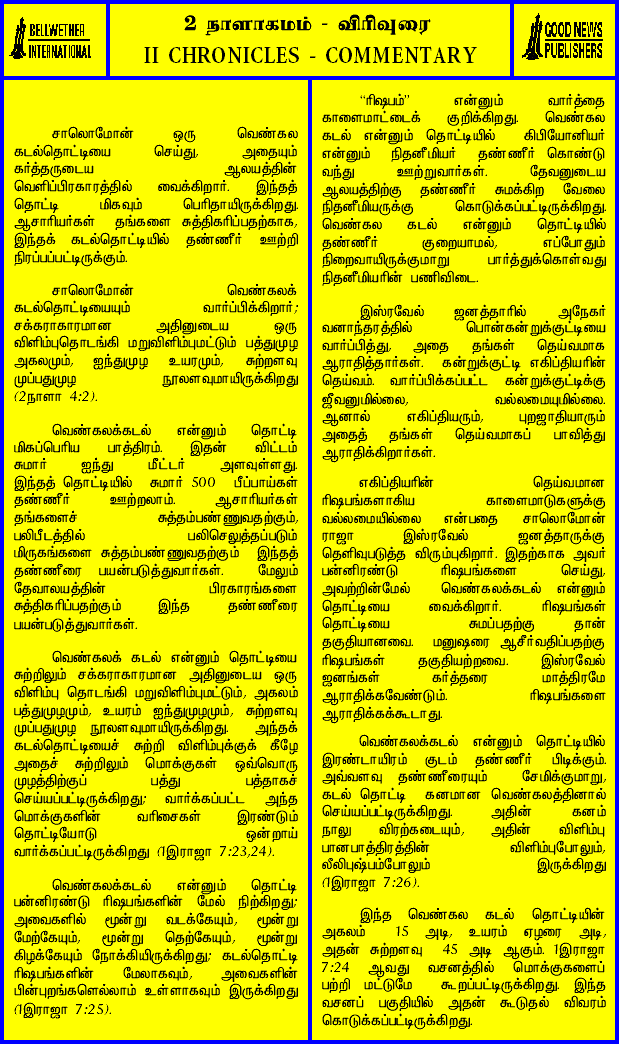 BELLWETHER
INTERNATIONAL
2 நாளாகமம் - விரிவுரை
II CHRONICLES - COMMENTARY
GOOD NEWS
PUBLISHERS
சாலொமோன் ஒரு வெண்கல
கடல்தொட்டியை செய்து, அதையும்
கர்த்தருடைய ஆலயத்தின்
வெளிப்பிரகாரத்தில் வைக்கிறார். இந்தத்
தொட்டி மிகவும் பெரிதாயிருக்கிறது.
ஆசாரியர்கள் தங்களை சுத்திகரிப்பதற்காக,
இந்தக் கடல்தொட்டியில் தண்ணீர் ஊற்றி
நிரப்பப்பட்டிருக்கும்.
சாலொமோன் வெண்கலக்
கடல்தொட்டியையும் வார்ப்பிக்கிறார்;
சக்கராகாரமான அதினுடைய ஒரு
விளிம்புதொடங்கி மறுவிளிம்புமட்டும் பத்துமுழ
அகலமும், ஐந்துமுழ உயரமும், சுற்றளவு
முப்பதுமுழ நூலளவுமாயிருக்கிறது
(2நாளா 4:2).
வெண்கலக்கடல் என்னும் தொட்டி
மிகப்பெரிய பாத்திரம். இதன் விட்டம்
சுமார் ஐந்து மீட்டர் அளவுள்ளது.
இந்தத் தொட்டியில் சுமார் 500 பீப்பாய்கள்
தண்ணீர் ஊற்றலாம். ஆசாரியர்கள்
தங்களைச் சுத்தம்பண்ணுவதற்கும்,
பலிபீடத்தில் பலிசெலுத்தப்படும்
மிருகங்களை சுத்தம்பண்ணுவதற்கும் இந்தத்
தண்ணீரை பயன்படுத்துவார்கள். மேலும்
தேவாலயத்தின் பிரகாரங்களை
சுத்திகரிப்பதற்கும் இந்த தண்ணீரை
பயன்படுத்துவார்கள்.
வெண்கலக் கடல் என்னும் தொட்டியை
சுற்றிலும் சக்கராகாரமான அதினுடைய ஒரு
விளிம்பு தொடங்கி மறுவிளிம்புமட்டும், அகலம்
பத்துமுழமும், உயரம் ஐந்துமுழமும், சுற்றளவு
முப்பதுமுழ நூலளவுமாயிருக்கிறது. அந்தக்
கடல்தொட்டியைச் சுற்றி விளிம்புக்குக் கீழே
அதைச் சுற்றிலும் மொக்குகள் ஒவ்வொரு
முழத்திற்குப் பத்து பத்தாகச்
செய்யப்பட்டிருக்கிறது; வார்க்கப்பட்ட அந்த
மொக்குகளின் வரிசைகள் இரண்டும்
தொட்டியோடு ஒன்றாய்
வார்க்கப்பட்டிருக்கிறது (1இராஜா 7:23,24).
வெண்கலக்கடல் என்னும் தொட்டி
பன்னிரண்டு ரிஷபங்களின் மேல் நிற்கிறது;
அவைகளில் மூன்று வடக்கேயும், மூன்று
மேற்கேயும், மூன்று தெற்கேயும், மூன்று
கிழக்கேயும் நோக்கியிருக்கிறது; கடல்தொட்டி
ரிஷபங்களின் மேலாகவும், அவைகளின்
பின்புறங்களெல்லாம் உள்ளாகவும் இருக்கிறது
(1இராஜா 7:25).
“ரிஷபம்” என்னும் வார்த்தை
காளைமாட்டைக் குறிக்கிறது. வெண்கல
கடல் என்னும் தொட்டியில் கிபியோனியர்
என்னும் நிதனீமியர் தண்ணீர் கொண்டு
வந்து ஊற்றுவார்கள். தேவனுடைய
ஆலயத்திற்கு தண்ணீர் சுமக்கிற வேலை
நிதனீமியருக்கு கொடுக்கப்பட்டிருக்கிறது.
வெண்கல கடல் என்னும் தொட்டியில்
தண்ணீர் குறையாமல், எப்போதும்
நிறைவாயிருக்குமாறு பார்த்துக்கொள்வது
நிதனீமியரின் பணிவிடை.
இஸ்ரவேல் ஜனத்தாரில் அநேகர்
வனாந்தரத்தில் பொன்கன்றுக்குட்டியை
வார்ப்பித்து, அதை தங்கள் தெய்வமாக
ஆராதித்தார்கள். கன்றுக்குட்டி எகிப்தியரின்
தெய்வம். வார்ப்பிக்கப்பட்ட கன்றுக்குட்டிக்கு
ஜீவனுமில்லை, வல்லமையுமில்லை.
ஆனால் எகிப்தியரும், புறஜாதியாரும்
அதைத் தங்கள் தெய்வமாகப் பாவித்து
ஆராதிக்கிறார்கள்.
எகிப்தியரின் தெய்வமான
ரிஷபங்களாகிய காளைமாடுகளுக்கு
வல்லமையில்லை என்பதை சாலொமோன்
ராஜா இஸ்ரவேல் ஜனத்தாருக்கு
தெளிவுபடுத்த விரும்புகிறார். இதற்காக அவர்
பன்னிரண்டு ரிஷபங்களை செய்து,
அவற்றின்மேல் வெண்கலக்கடல் என்னும்
தொட்டியை வைக்கிறார். ரிஷபங்கள்
தொட்டியை சுமப்பதற்கு தான்
தகுதியானவை. மனுஷரை ஆசீர்வதிப்பதற்கு
ரிஷபங்கள் தகுதியற்றவை. இஸ்ரவேல்
ஜனங்கள் கர்த்தரை மாத்திரமே
ஆராதிக்கவேண்டும். ரிஷபங்களை
ஆராதிக்கக்கூடாது.
வெண்கலக்கடல் என்னும் தொட்டியில்
இரண்டாயிரம் குடம் தண்ணீர் பிடிக்கும்.
அவ்வளவு தண்ணீரையும் சேமிக்குமாறு,
கடல் தொட்டி கனமான வெண்கலத்தினால்
செய்யப்பட்டிருக்கிறது. அதின் கனம்
நாலு விரற்கடையும், அதின் விளிம்பு
பானபாத்திரத்தின் விளிம்புபோலும்,
லீலிபுஷ்பம்போலும் இருக்கிறது
(1இராஜா 7:26).
இந்த வெண்கல கடல் தொட்டியின்
அகலம் 15 அடி, உயரம் ஏழரை அடி,
அதன் சுற்றளவு 45 அடி ஆகும். 1இராஜா
7:24 ஆவது வசனத்தில் மொக்குகளைப்
பற்றி மட்டுமே கூறப்பட்டிருக்கிறது. இந்த
வசனப் பகுதியில் அதன் கூடுதல் விவரம்
கொடுக்கப்பட்டிருக்கிறது.